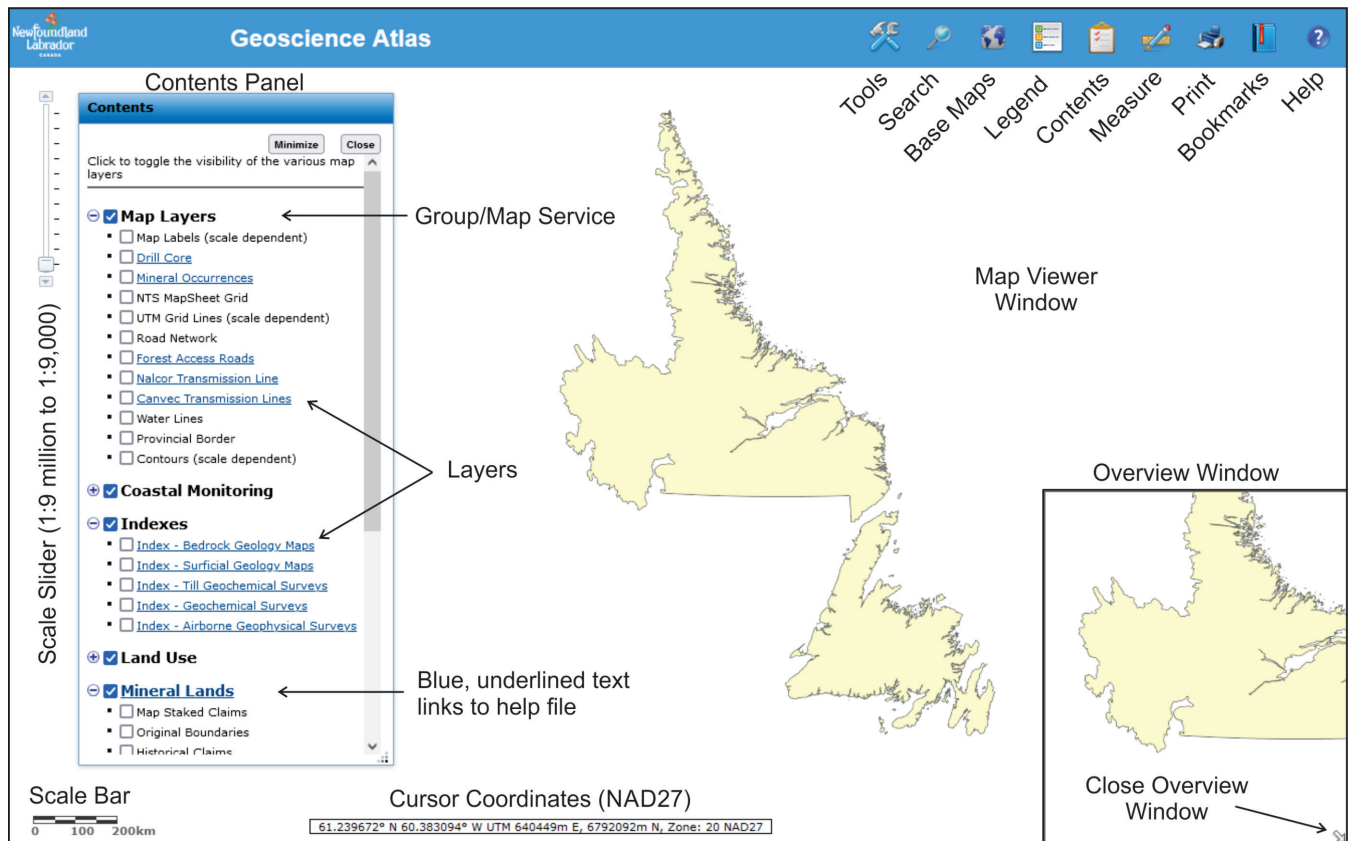 Newfoundland
Labrador
CANADA
Geoscience Atlas
?
Tools
Search
Base Maps
Legend
Contents
Measure
Print
Bookmarks
Help
Contents Panel
Contents
Minimize
Close
Click to toggle the visibility of the various map
layers
Map Layers
Map Labels (scale dependent)
Drill Core
Mineral Occurrences
NTS MapSheet Grid
UTM Grid Lines (scale dependent)
Road Network
Forest Access Roads
Nalcor Transmission Line
Canvec Transmission Lines
Water Lines
Provincial Border
Contours (scale dependent)
Coastal Monitoring
Indexes
Index - Bedrock Geology Maps
Index - Surficial Geology Maps
Index - Till Geochemical Surveys
Index - Geochemical Surveys
Index - Airborne Geophysical Surveys
Land Use
Mineral Lands
Map Staked Claims
Original Boundaries
Historical Claims
Scale Slider (1:9 million to 1:9,000)
Group/Map Service
Layers
Blue, underlined text
links to help file
Map Viewer
Window
Overview Window
Close Overview
Window
Scale Bar
0 100 200km
Cursor Coordinates (NAD27)
61.239672° N 60.383094° W UTM 640449m E, 6792092m N, Zone: 20 NAD27